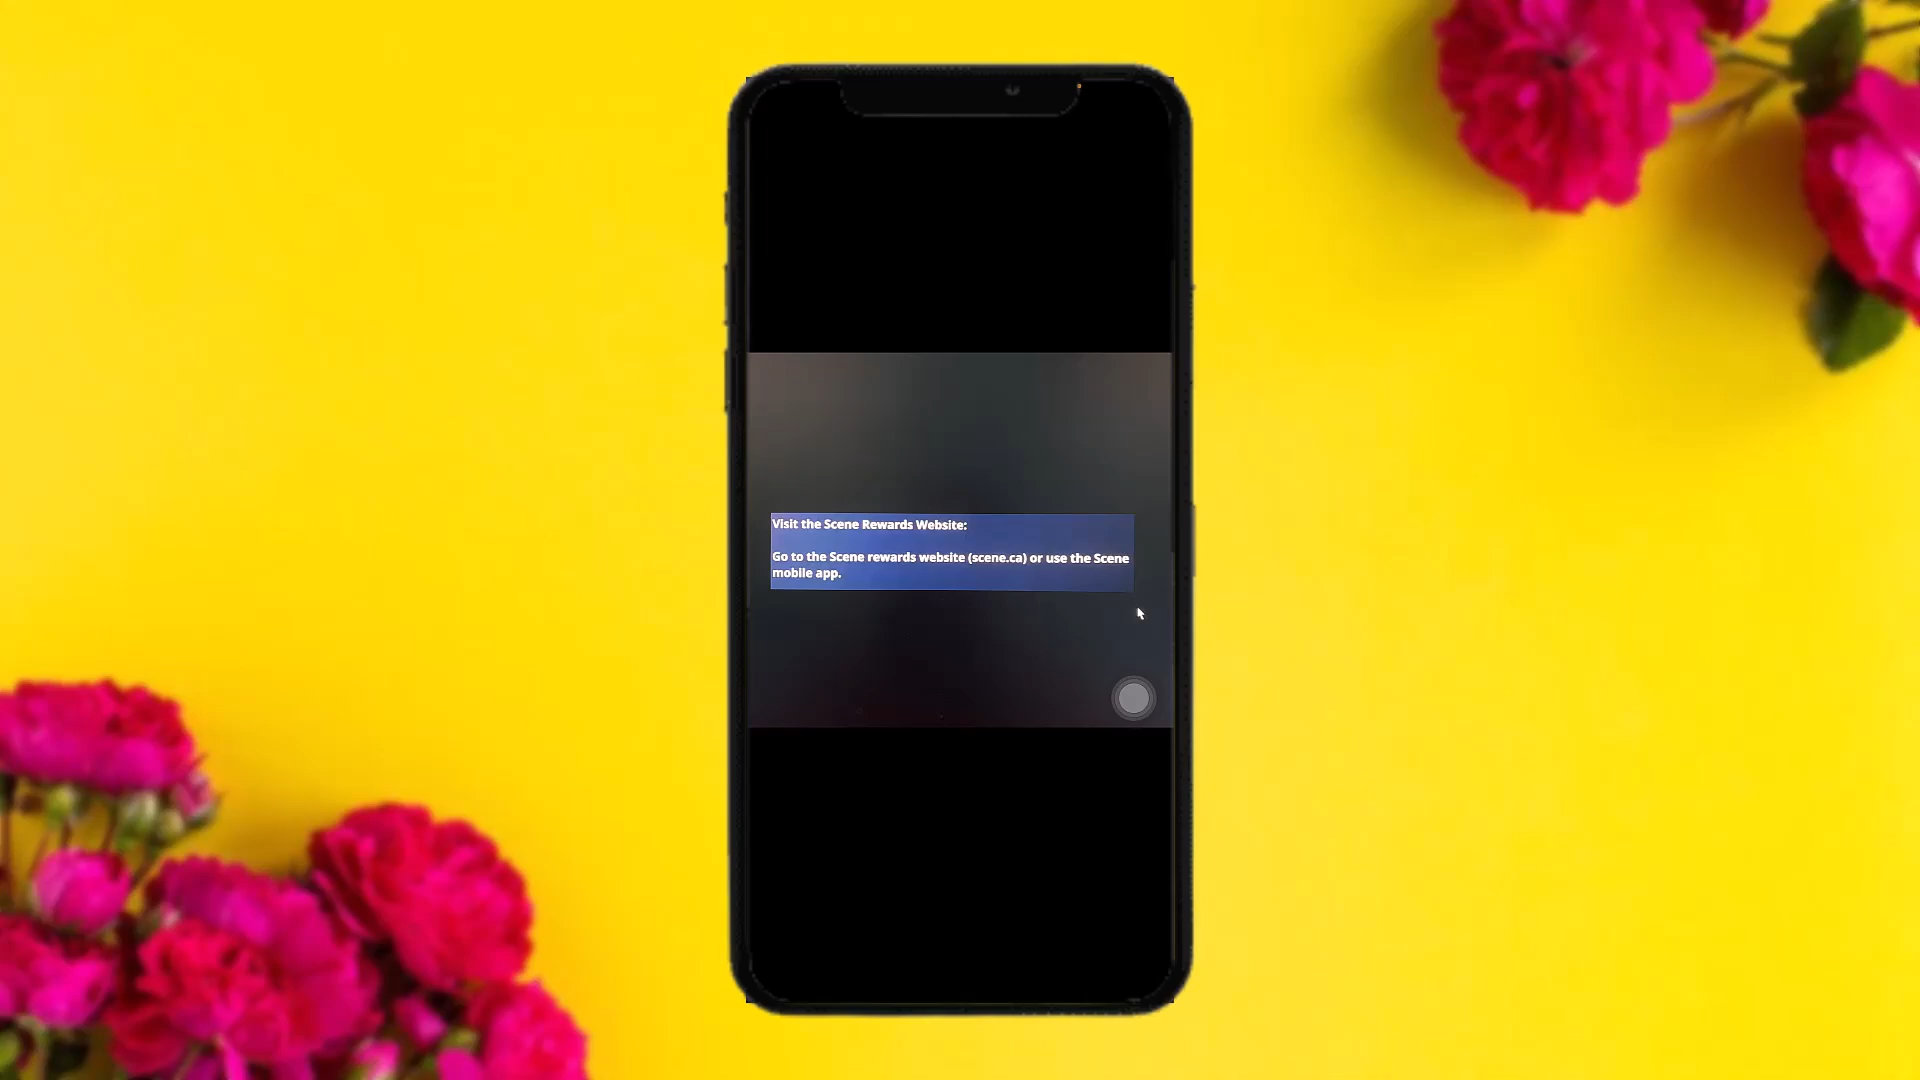 Visit the Scene Rewards Website:
Go to the Scene rewards website (scene.ca) or use the Scene
mobile app.